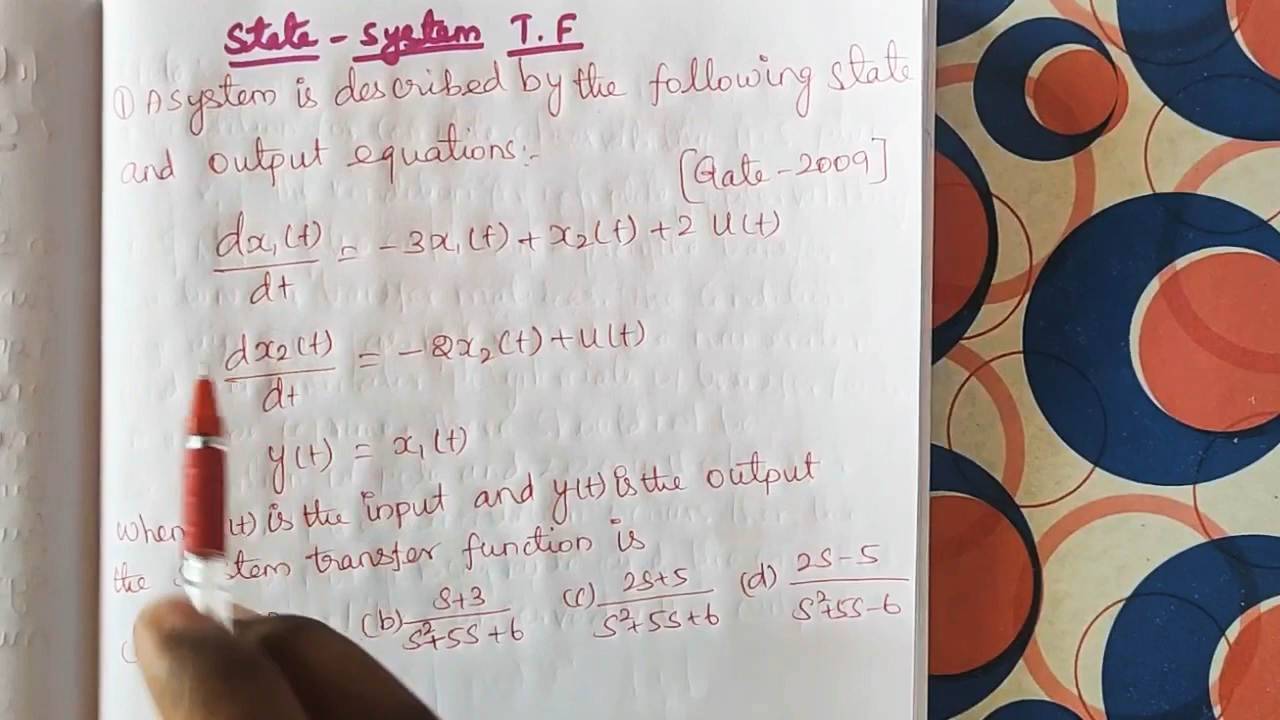 State - system T.F
① A system is described by the following state
and output equations:-
[Gate - 2009]
dx₁(t)/dt = -3x₁(t) + x₂(t) + 2 U(t)
dx₂(t)/dt = -2x₂(t) + U(t)
y(t) = x₁(t)
when (t) is the input and y(t) is the output
the tem transfer function is
(b) S+3/S²+5S+6 (c) 2S+5/S²+5S+6 (d) 2S-5/S²+5S-6